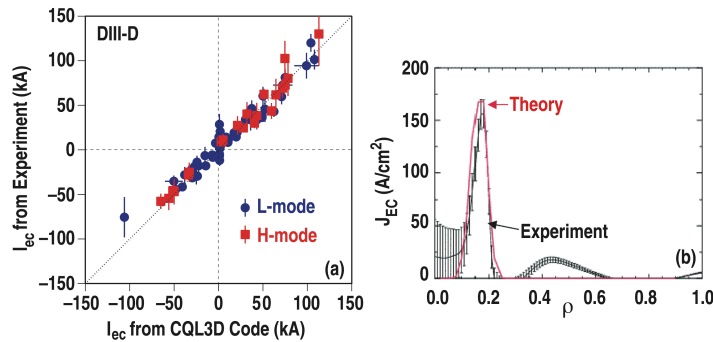 DIII-D
150
100
50
0
−50
−100
−150
−150
−100
−50
0
50
100
150
I_ec from Experiment (kA)
I_ec from CQL3D Code (kA)
L-mode
H-mode
(a)
200
150
100
50
0
0.0
0.2
0.4
0.6
0.8
1.0
J_EC (A/cm²)
ρ
Theory
Experiment
(b)